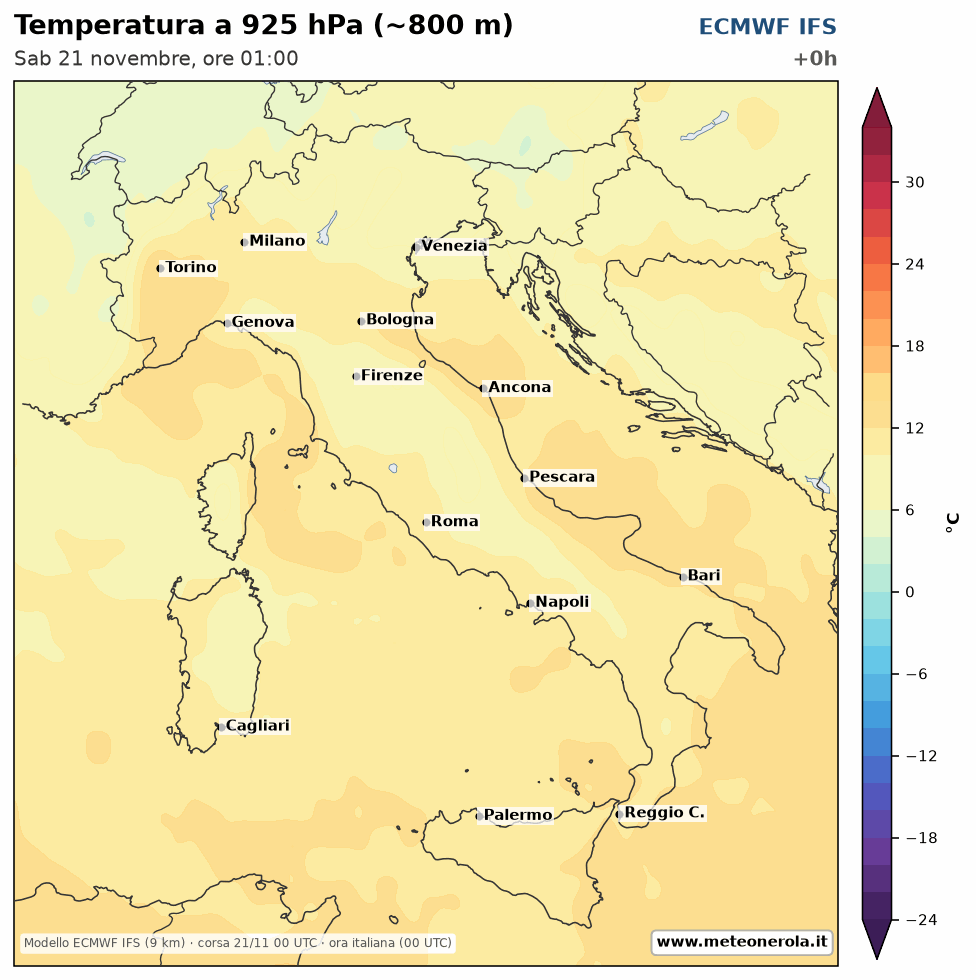 Temperatura a 925 hPa (~800 m)
ECMWF IFS
Sab 21 novembre, ore 01:00
+0h
Milano
Venezia
Torino
Genova
Bologna
Firenze
Ancona
Pescara
Roma
Bari
Napoli
Cagliari
Palermo
Reggio C.
30
24
18
12
6
0
−6
−12
−18
−24
°C
Modello ECMWF IFS (9 km) · corsa 21/11 00 UTC · ora italiana (00 UTC)
www.meteonerola.it